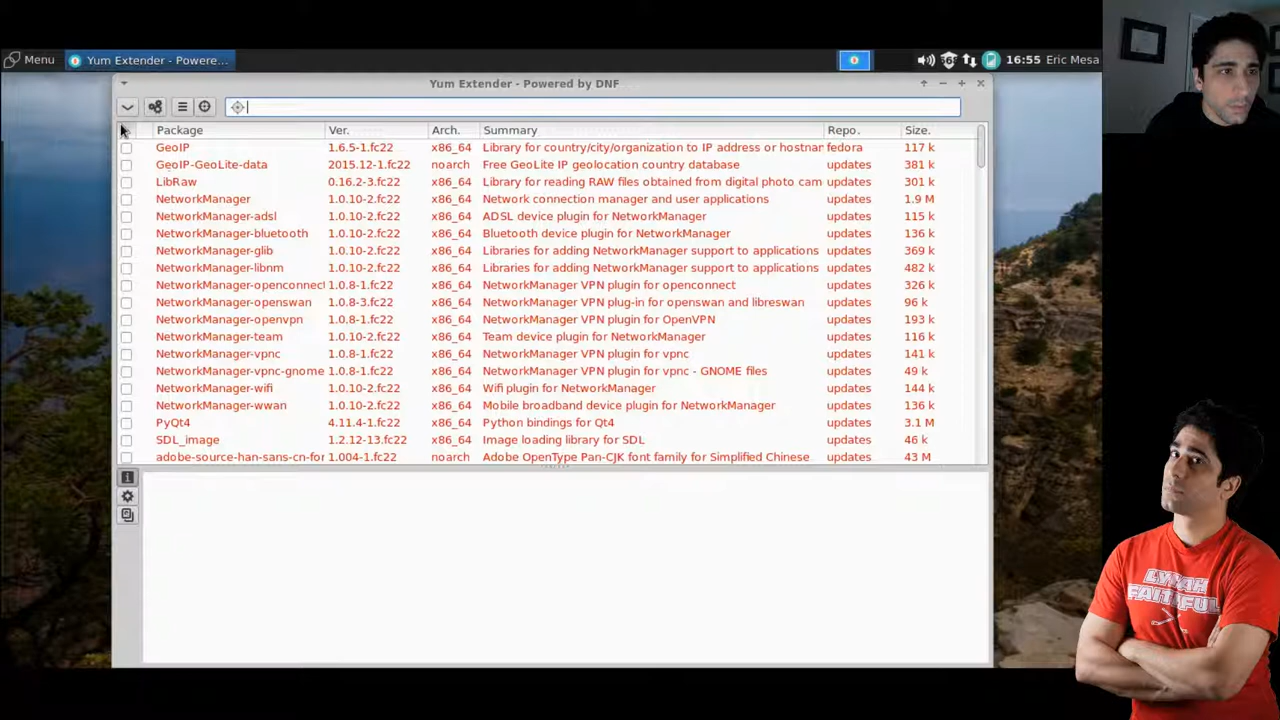 Menu
Yum Extender - Powere...
16:55 Eric Mesa
Yum Extender - Powered by DNF
Package Ver. Arch. Summary Repo. Size.
GeoIP 1.6.5-1.fc22 x86_64 Library for country/city/organization to IP address or hostnar fedora 117 k
GeoIP-GeoLite-data 2015.12-1.fc22 noarch Free GeoLite IP geolocation country database updates 381 k
LibRaw 0.16.2-3.fc22 x86_64 Library for reading RAW files obtained from digital photo cam updates 301 k
NetworkManager 1.0.10-2.fc22 x86_64 Network connection manager and user applications updates 1.9 M
NetworkManager-adsl 1.0.10-2.fc22 x86_64 ADSL device plugin for NetworkManager updates 115 k
NetworkManager-bluetooth 1.0.10-2.fc22 x86_64 Bluetooth device plugin for NetworkManager updates 136 k
NetworkManager-glib 1.0.10-2.fc22 x86_64 Libraries for adding NetworkManager support to applications updates 369 k
NetworkManager-libnm 1.0.10-2.fc22 x86_64 Libraries for adding NetworkManager support to applications updates 482 k
NetworkManager-openconnect 1.0.8-1.fc22 x86_64 NetworkManager VPN plugin for openconnect updates 326 k
NetworkManager-openswan 1.0.8-3.fc22 x86_64 NetworkManager VPN plug-in for openswan and libreswan updates 96 k
NetworkManager-openvpn 1.0.8-1.fc22 x86_64 NetworkManager VPN plugin for OpenVPN updates 193 k
NetworkManager-team 1.0.10-2.fc22 x86_64 Team device plugin for NetworkManager updates 116 k
NetworkManager-vpnc 1.0.8-1.fc22 x86_64 NetworkManager VPN plugin for vpnc updates 141 k
NetworkManager-vpnc-gnome 1.0.8-1.fc22 x86_64 NetworkManager VPN plugin for vpnc - GNOME files updates 49 k
NetworkManager-wifi 1.0.10-2.fc22 x86_64 Wifi plugin for NetworkManager updates 144 k
NetworkManager-wwan 1.0.10-2.fc22 x86_64 Mobile broadband device plugin for NetworkManager updates 136 k
PyQt4 4.11.4-1.fc22 x86_64 Python bindings for Qt4 updates 3.1 M
SDL_image 1.2.12-13.fc22 x86_64 Image loading library for SDL updates 46 k
adobe-source-han-sans-cn-for 1.004-1.fc22 noarch Adobe OpenType Pan-CJK font family for Simplified Chinese updates 43 M
FAITHFUL